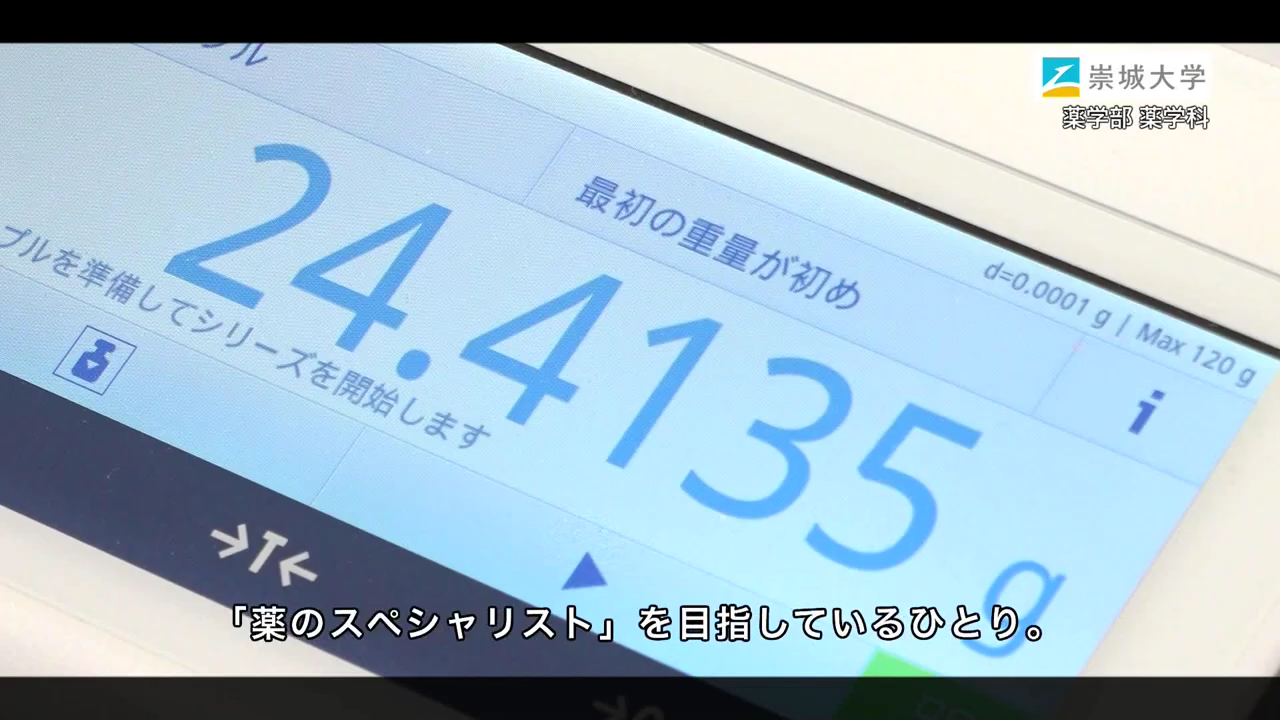 崇城大学
薬学部 薬学科
最初の重量が初め
d=0.0001 g | Max 120 g
24.4135 g
プルを準備してシリーズを開始します
i
→T←
「薬のスペシャリスト」を目指しているひとり。